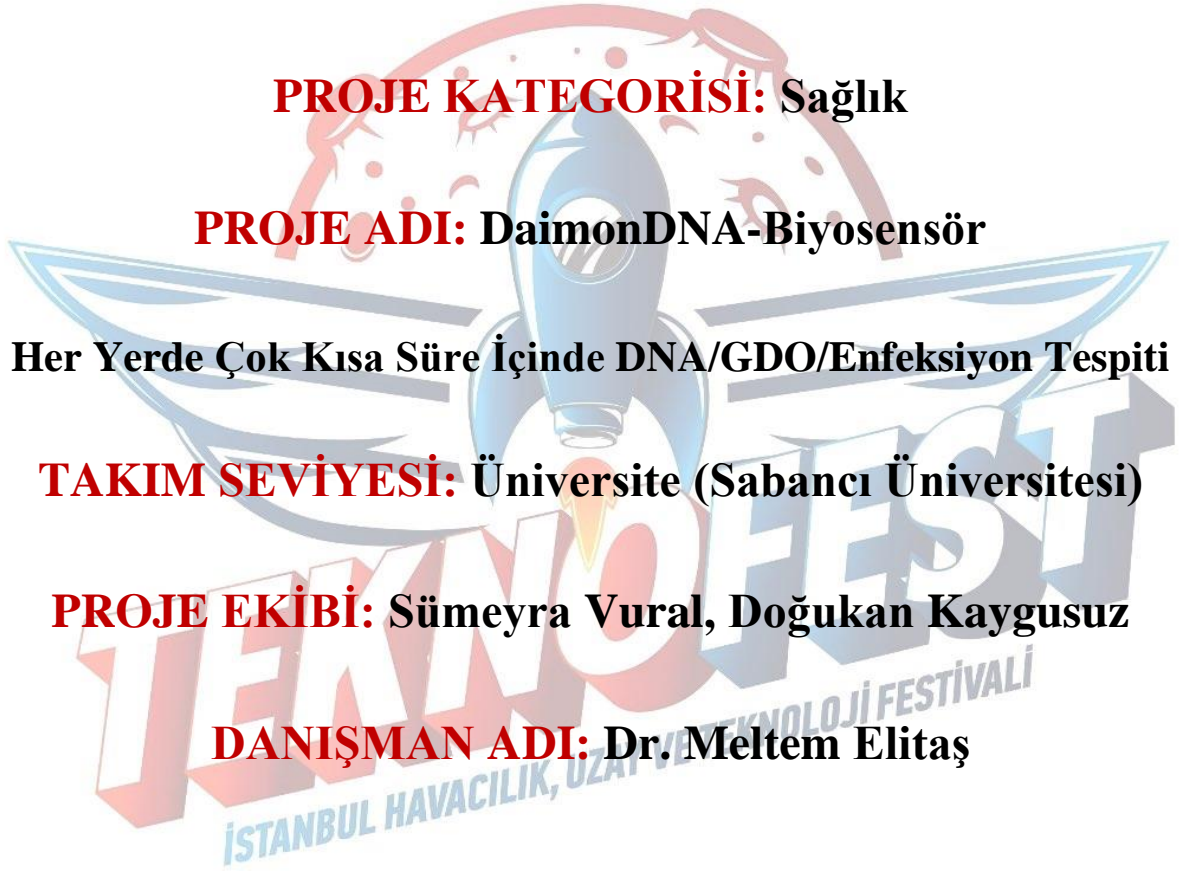 PROJE KATEGORİSİ: Sağlık
PROJE ADI: DaimonDNA-Biyosensör
Her Yerde Çok Kısa Süre İçinde DNA/GDO/Enfeksiyon Tespiti
TAKIM SEVİYESİ: Üniversite (Sabancı Üniversitesi)
PROJE EKİBİ: Sümeyra Vural, Doğukan Kaygusuz
DANIŞMAN ADI: Dr. Meltem Elitaş
TEKNOFEST
İSTANBUL HAVACILIK, UZAY VE TEKNOLOJİ FESTİVALİ